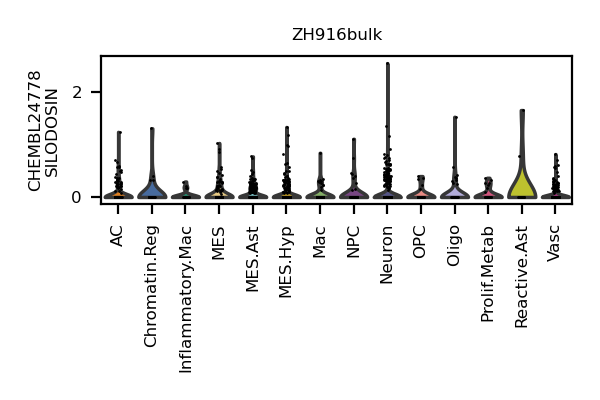 ZH916bulk
CHEMBL24778
SILODOSIN
2
0
AC
Chromatin.Reg
Inflammatory.Mac
MES
MES.Ast
MES.Hyp
Mac
NPC
Neuron
OPC
Oligo
Prolif.Metab
Reactive.Ast
Vasc